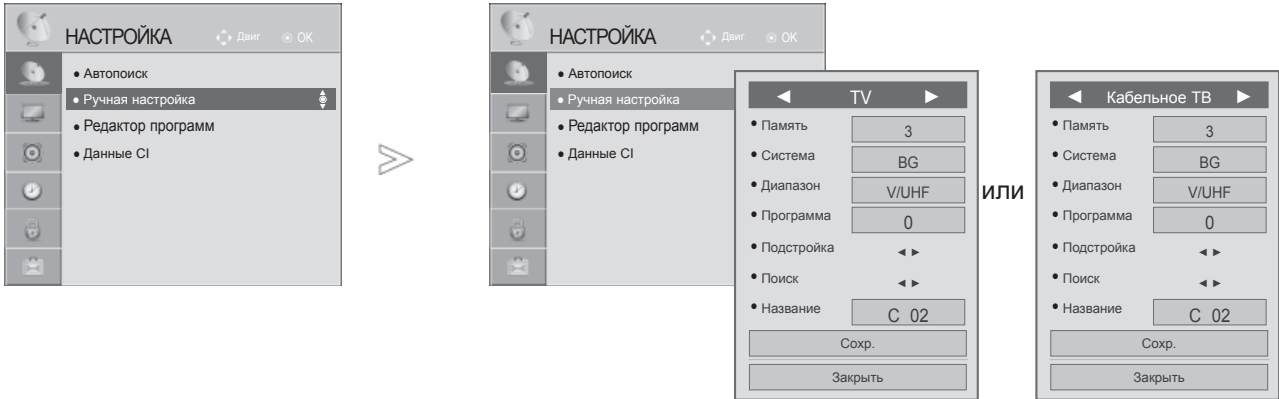 НАСТРОЙКА Двиг OK
• Автопоиск
• Ручная настройка
• Редактор программ
• Данные CI
НАСТРОЙКА Двиг OK
• Автопоиск
• Ручная настройка
• Редактор программ
• Данные CI
◄ TV ►
• Память 3
• Система BG
• Диапазон V/UHF
• Программа 0
• Подстройка ◄ ►
• Поиск ◄ ►
• Название C 02
Сохр.
Закрыть
или
◄ Кабельное ТВ ►
• Память 3
• Система BG
• Диапазон V/UHF
• Программа 0
• Подстройка ◄ ►
• Поиск ◄ ►
• Название C 02
Сохр.
Закрыть